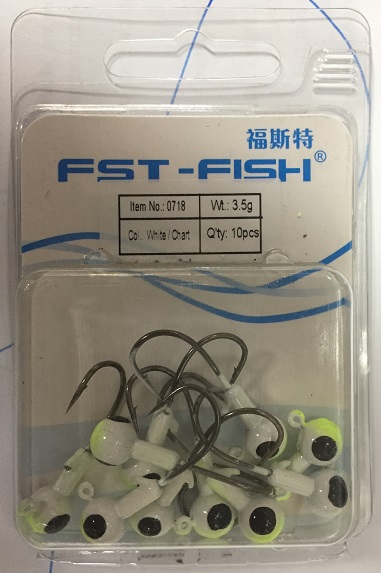 福斯特
FST-FISH®
Item No.: 0718 Wt.: 3.5g
Col. White / Chart Q'ty: 10pcs